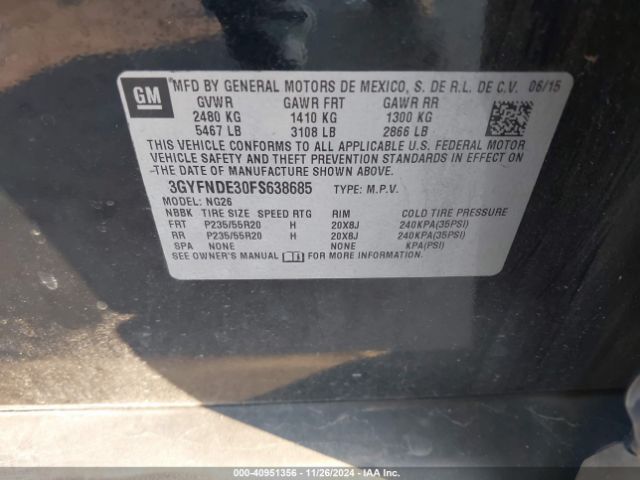 GM
MFD BY GENERAL MOTORS DE MEXICO, S. DE R.L. DE C.V. 06/15
GVWR GAWR FRT GAWR RR
2480 KG 1410 KG 1300 KG
5467 LB 3108 LB 2866 LB
THIS VEHICLE CONFORMS TO ALL APPLICABLE U.S. FEDERAL MOTOR
VEHICLE SAFETY AND THEFT PREVENTION STANDARDS IN EFFECT ON
THE DATE OF MANUFACTURE SHOWN ABOVE.
3GYFNDE30FS638685 TYPE: M.P.V.
MODEL: NG26
NBBK TIRE SIZE SPEED RTG RIM COLD TIRE PRESSURE
FRT P235/55R20 H 20X8J 240KPA(35PSI)
RR P235/55R20 H 20X8J 240KPA(35PSI)
SPA NONE NONE KPA(PSI)
SEE OWNER'S MANUAL FOR MORE INFORMATION.
000-40951356 - 11/26/2024 - IAA Inc.